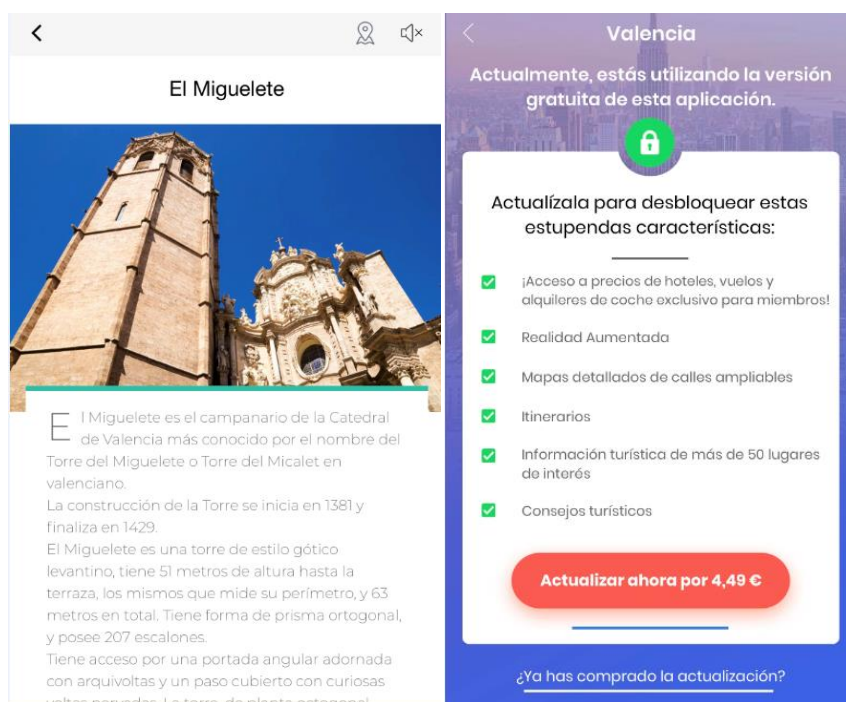 El Miguelete
El Miguelete es el campanario de la Catedral
de Valencia más conocido por el nombre del
Torre del Miguelete o Torre del Micalet en
valenciano.
La construcción de la Torre se inicia en 1381 y
finaliza en 1429.
El Miguelete es una torre de estilo gótico
levantino, tiene 51 metros de altura hasta la
terraza, los mismos que mide su perímetro, y 63
metros en total. Tiene forma de prisma ortogonal,
y posee 207 escalones.
Tiene acceso por una portada angular adornada
con arquivoltas y un paso cubierto con curiosas
Valencia
Actualmente, estás utilizando la versión
gratuita de esta aplicación.
Actualízala para desbloquear estas
estupendas características:
¡Acceso a precios de hoteles, vuelos y
alquileres de coche exclusivo para miembros!
Realidad Aumentada
Mapas detallados de calles ampliables
Itinerarios
Información turística de más de 50 lugares
de interés
Consejos turísticos
Actualizar ahora por 4,49 €
¿Ya has comprado la actualización?